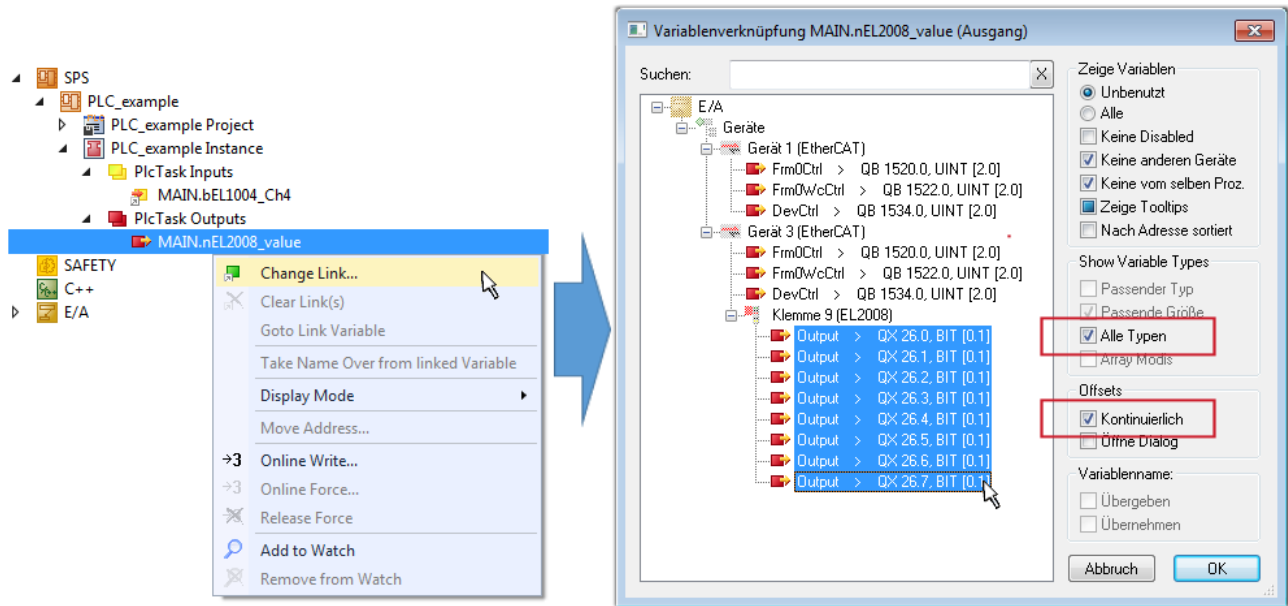 SPS
PLC_example
PLC_example Project
PLC_example Instance
PlcTask Inputs
MAIN.bEL1004_Ch4
PlcTask Outputs
MAIN.nEL2008_value
SAFETY
C++
E/A
Change Link...
Clear Link(s)
Goto Link Variable
Take Name Over from linked Variable
Display Mode
Move Address...
Online Write...
Online Force...
Release Force
Add to Watch
Remove from Watch
Variablenverknüpfung MAIN.nEL2008_value (Ausgang)
Suchen:
X
E/A
Geräte
Gerät 1 (EtherCAT)
Frm0Ctrl > QB 1520.0, UINT [2.0]
Frm0WcCtrl > QB 1522.0, UINT [2.0]
DevCtrl > QB 1534.0, UINT [2.0]
Gerät 3 (EtherCAT)
Frm0Ctrl > QB 1520.0, UINT [2.0]
Frm0WcCtrl > QB 1522.0, UINT [2.0]
DevCtrl > QB 1534.0, UINT [2.0]
Klemme 9 (EL2008)
Output > QX 26.0, BIT [0.1]
Output > QX 26.1, BIT [0.1]
Output > QX 26.2, BIT [0.1]
Output > QX 26.3, BIT [0.1]
Output > QX 26.4, BIT [0.1]
Output > QX 26.5, BIT [0.1]
Output > QX 26.6, BIT [0.1]
Output > QX 26.7, BIT [0.1]
Zeige Variablen
Unbenutzt
Alle
Keine Disabled
Keine anderen Geräte
Keine vom selben Proz.
Zeige Tooltips
Nach Adresse sortiert
Show Variable Types
Passender Typ
Passende Größe
Alle Typen
Array Modis
Offsets
Kontinuierlich
Öffne Dialog
Variablenname:
Übergeben
Übernehmen
Abbruch
OK